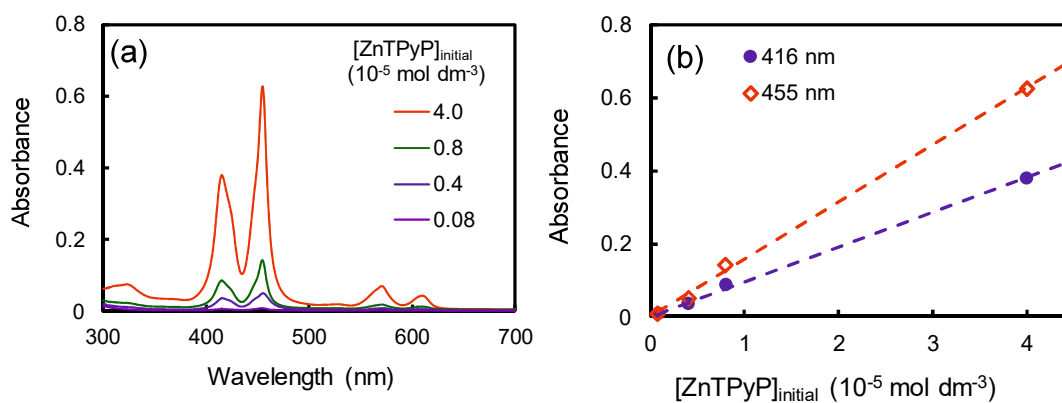 (a)
[ZnTPyP]initial
(10-5 mol dm-3)
4.0
0.8
0.4
0.08
0.8
0.6
0.4
0.2
0
Absorbance
300
400
500
600
700
Wavelength (nm)
(b)
416 nm
455 nm
0.8
0.6
0.4
0.2
0
Absorbance
0
1
2
3
4
[ZnTPyP]initial (10-5 mol dm-3)